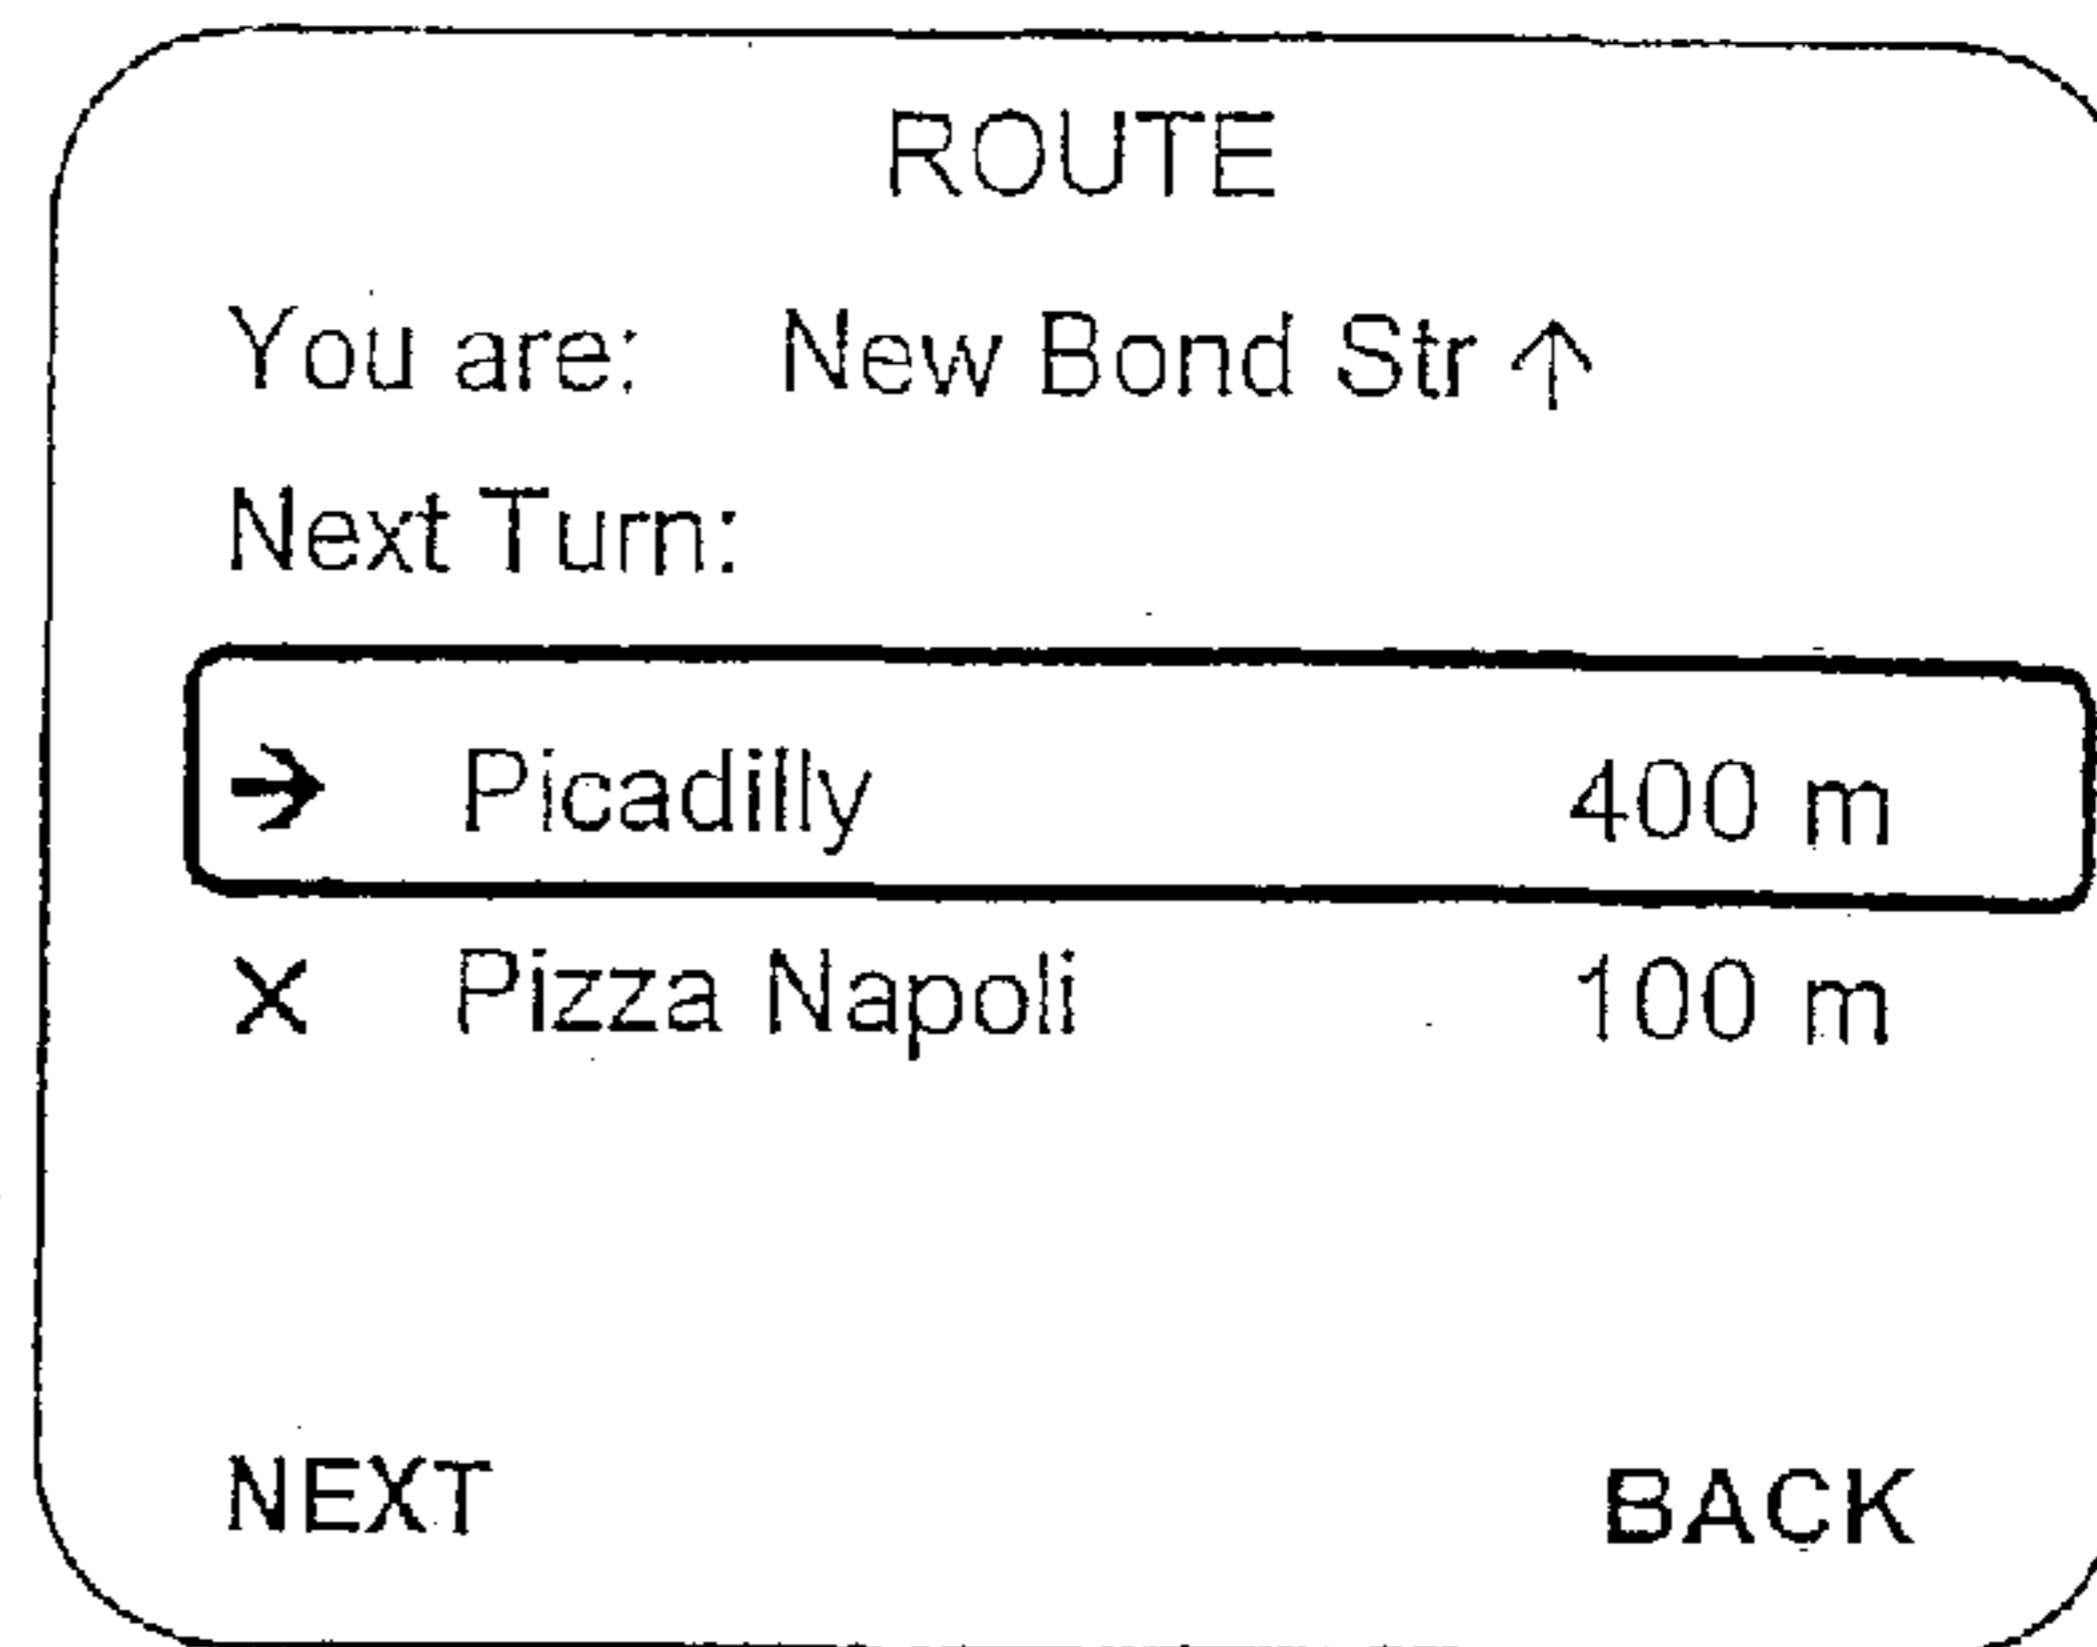 ROUTE
You are: New Bond Str ↑
Next Turn:
→ Picadilly 400 m
× Pizza Napoli 100 m
NEXT BACK